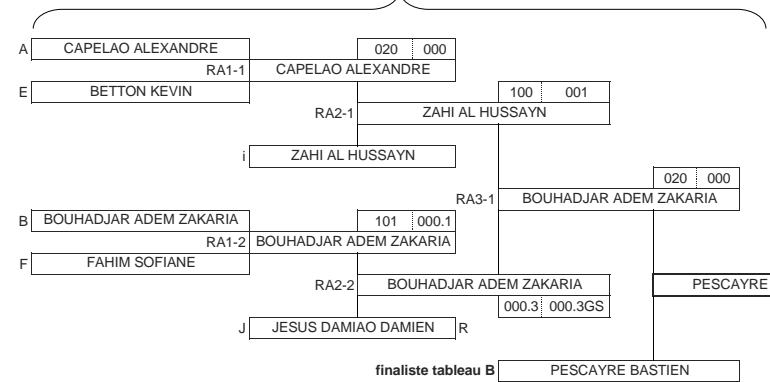 A CAPELAO ALEXANDRE 020 000
RA1-1 CAPELAO ALEXANDRE
E BETTON KEVIN 100 001
RA2-1 ZAHI AL HUSSAYN
i ZAHI AL HUSSAYN
020 000
RA3-1 BOUHADJAR ADEM ZAKARIA
B BOUHADJAR ADEM ZAKARIA 101 000.1
RA1-2 BOUHADJAR ADEM ZAKARIA
F FAHIM SOFIANE
RA2-2 BOUHADJAR ADEM ZAKARIA PESCAYRE
000.3 000.3GS
J JESUS DAMIAO DAMIEN R
finaliste tableau B PESCAYRE BASTIEN